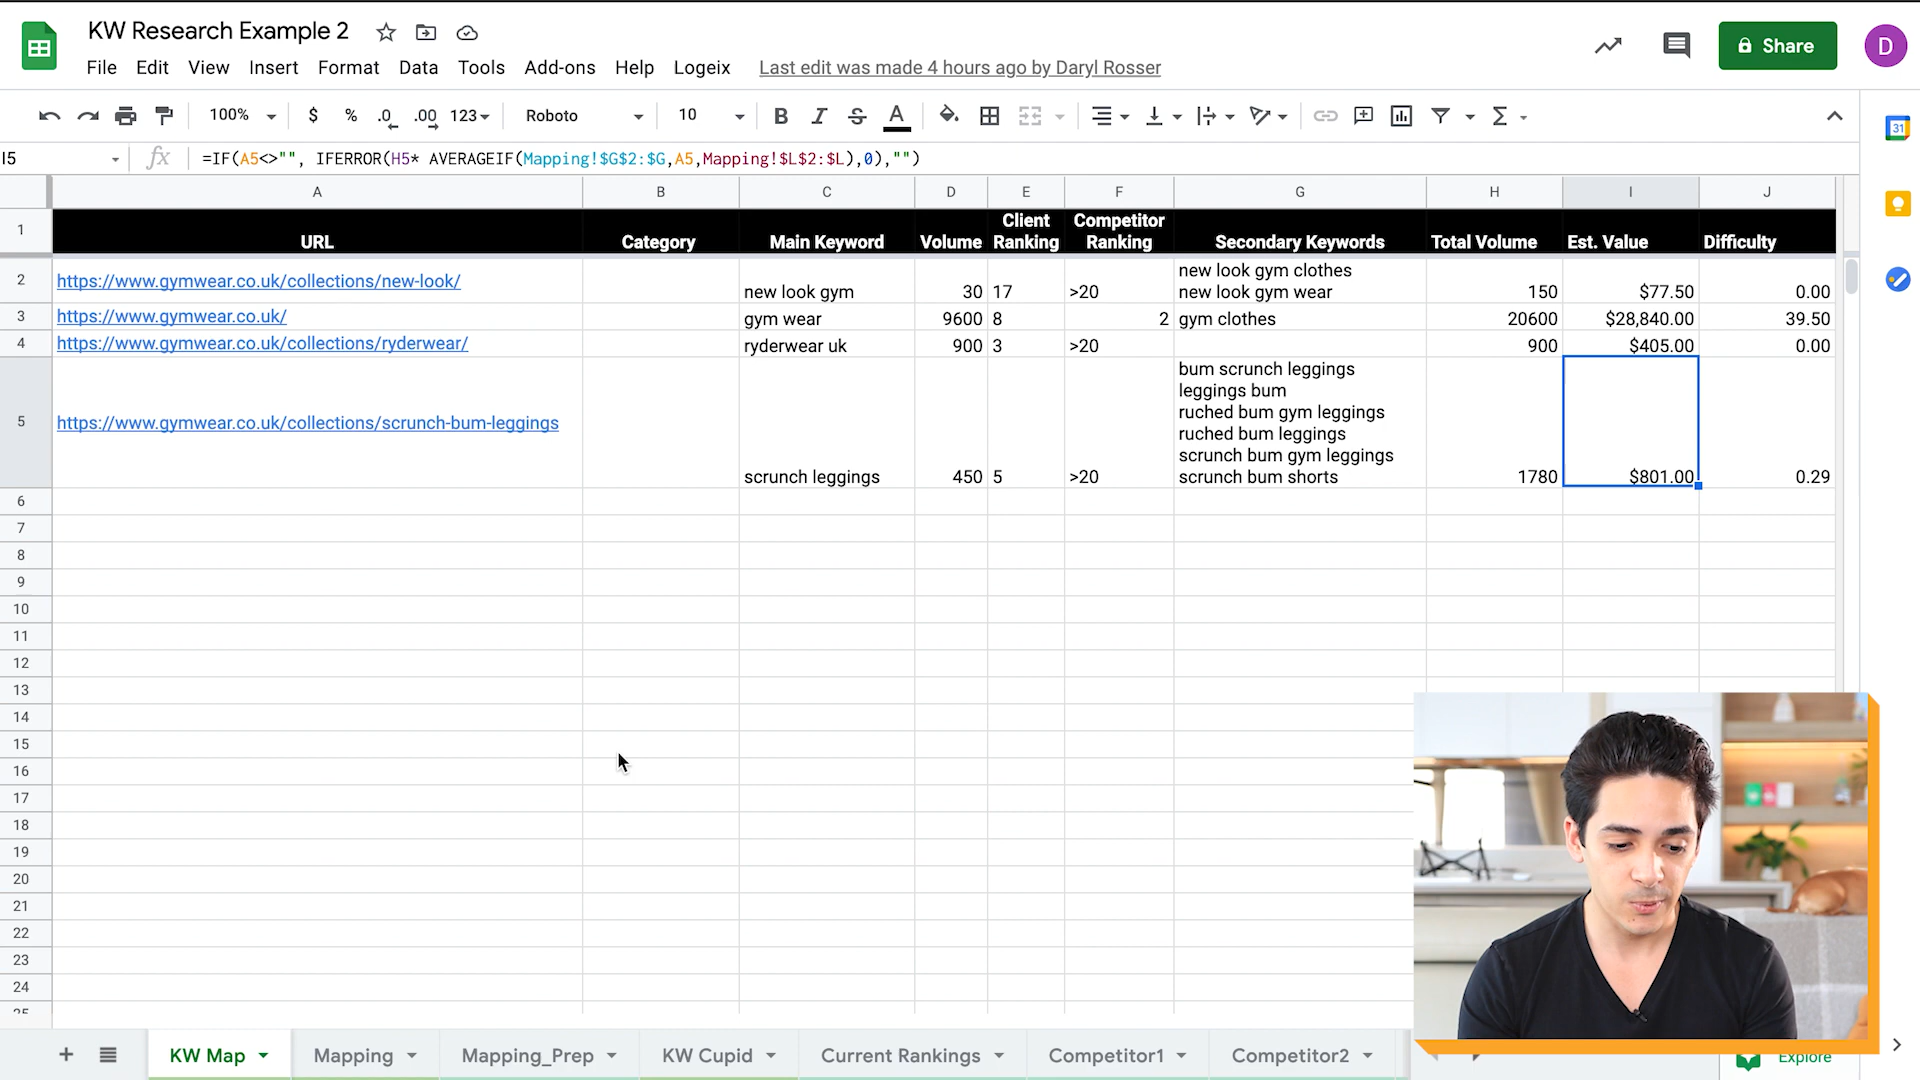 KW Research Example 2
Share
D
File Edit View Insert Format Data Tools Add-ons Help Logeix Last edit was made 4 hours ago by Daryl Rosser
100% $ % .0 .00 123 Roboto 10 B I S A Σ
31
I5 fx =IF(A5<>"", IFERROR(H5* AVERAGEIF(Mapping!$G$2:$G,A5,Mapping!$L$2:$L),0),"")
A B C D E F G H I J
1 URL Category Main Keyword Volume Client Ranking Competitor Ranking Secondary Keywords Total Volume Est. Value Difficulty
2 https://www.gymwear.co.uk/collections/new-look/ new look gym 30 17 >20 new look gym clothes
new look gym wear 150 $77.50 0.00
3 https://www.gymwear.co.uk/ gym wear 9600 8 2 gym clothes 20600 $28,840.00 39.50
4 https://www.gymwear.co.uk/collections/ryderwear/ ryderwear uk 900 3 >20 900 $405.00 0.00
5 https://www.gymwear.co.uk/collections/scrunch-bum-leggings scrunch leggings 450 5 >20 bum scrunch leggings
leggings bum
ruched bum gym leggings
ruched bum leggings
scrunch bum gym leggings
scrunch bum shorts 1780 $801.00 0.29
6
7
8
9
10
11
12
13
14
15
16
17
18
19
20
21
22
23
24
25
KW Map Mapping Mapping_Prep KW Cupid Current Rankings Competitor1 Competitor2 Explore